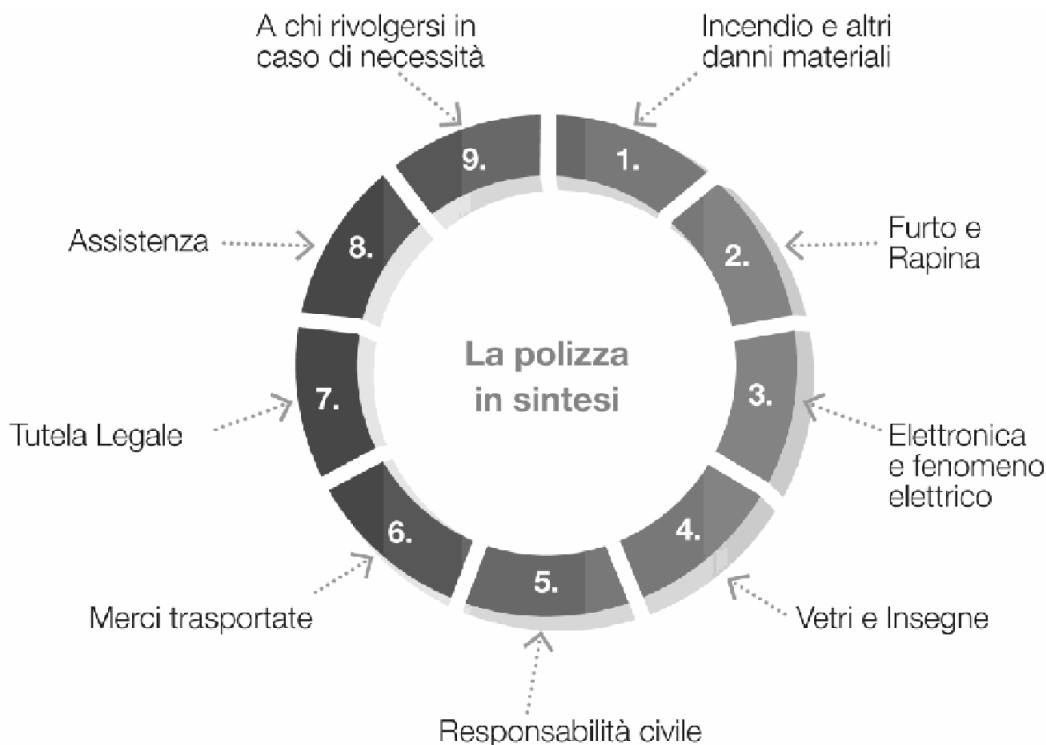 A chi rivolgersi in
caso di necessità
Incendio e altri
danni materiali
9.
1.
Assistenza
8.
2.
Furto e
Rapina
La polizza
in sintesi
7.
3.
Tutela Legale
Elettronica
e fenomeno
elettrico
6.
4.
5.
Merci trasportate
Vetri e Insegne
Responsabilità civile